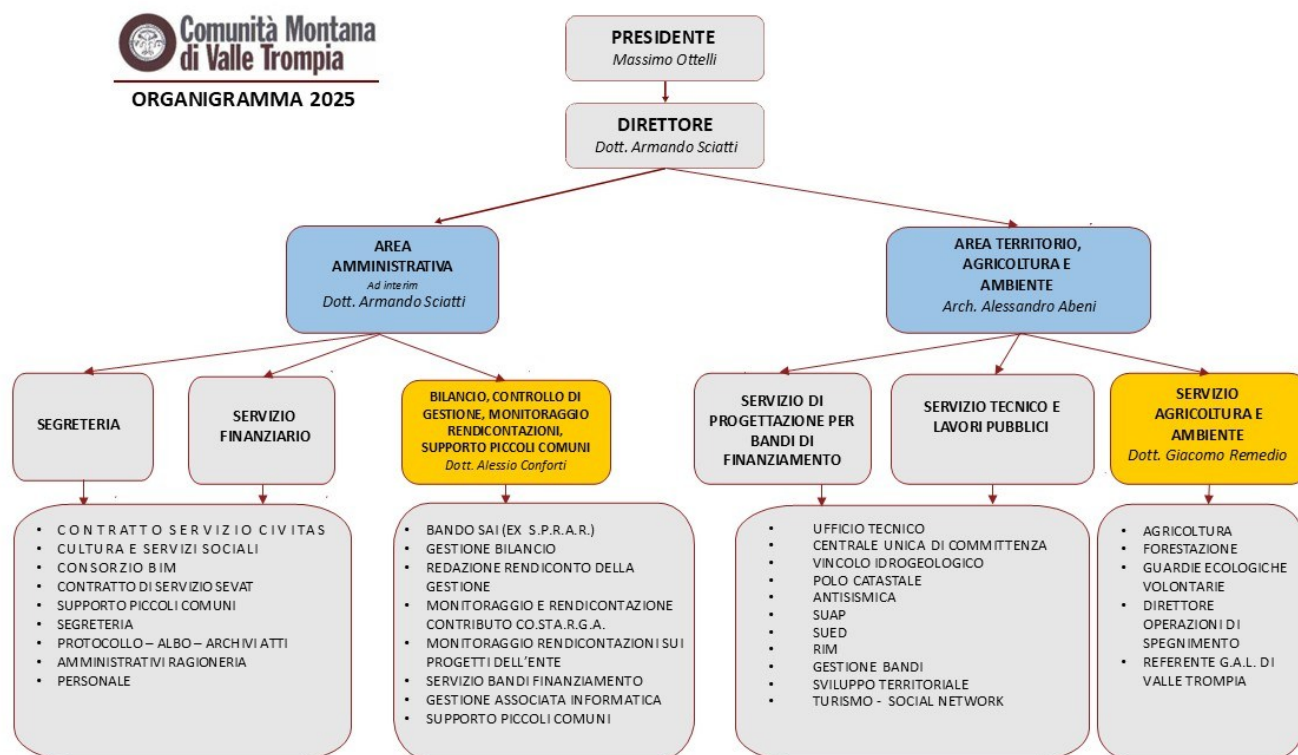 Comunità Montana
di Valle Trompia
ORGANIGRAMMA 2025
PRESIDENTE
Massimo Ottelli
DIRETTORE
Dott. Armando Sciatti
AREA
AMMINISTRATIVA
Ad interim
Dott. Armando Sciatti
AREA TERRITORIO,
AGRICOLTURA E
AMBIENTE
Arch. Alessandro Abeni
SEGRETERIA
SERVIZIO
FINANZIARIO
BILANCIO, CONTROLLO DI
GESTIONE, MONITORAGGIO
RENDICONTAZIONI,
SUPPORTO PICCOLI COMUNI
Dott. Alessio Conforti
SERVIZIO DI
PROGETTAZIONE PER
BANDI DI
FINANZIAMENTO
SERVIZIO TECNICO E
LAVORI PUBBLICI
SERVIZIO
AGRICOLTURA E
AMBIENTE
Dott. Giacomo Remedio
• CONTRATTO SERVIZIO CIVITAS
• CULTURA E SERVIZI SOCIALI
• CONSORZIO BIM
• CONTRATTO DI SERVIZIO SEVAT
• SUPPORTO PICCOLI COMUNI
• SEGRETERIA
• PROTOCOLLO – ALBO – ARCHIVI ATTI
• AMMINISTRATIVI RAGIONERIA
• PERSONALE
• BANDO SAI (EX S.P.R.A.R.)
• GESTIONE BILANCIO
• REDAZIONE RENDICONTO DELLA
GESTIONE
• MONITORAGGIO E RENDICONTAZIONE
CONTRIBUTO CO.STA.R.G.A.
• MONITORAGGIO RENDICONTAZIONI SUI
PROGETTI DELL'ENTE
• SERVIZIO BANDI FINANZIAMENTO
• GESTIONE ASSOCIATA INFORMATICA
• SUPPORTO PICCOLI COMUNI
• UFFICIO TECNICO
• CENTRALE UNICA DI COMMITTENZA
• VINCOLO IDROGEOLOGICO
• POLO CATASTALE
• ANTISISMICA
• SUAP
• SUED
• RIM
• GESTIONE BANDI
• SVILUPPO TERRITORIALE
• TURISMO - SOCIAL NETWORK
• AGRICOLTURA
• FORESTAZIONE
• GUARDIE ECOLOGICHE
VOLONTARIE
• DIRETTORE
OPERAZIONI DI
SPEGNIMENTO
• REFERENTE G.A.L. DI
VALLE TROMPIA